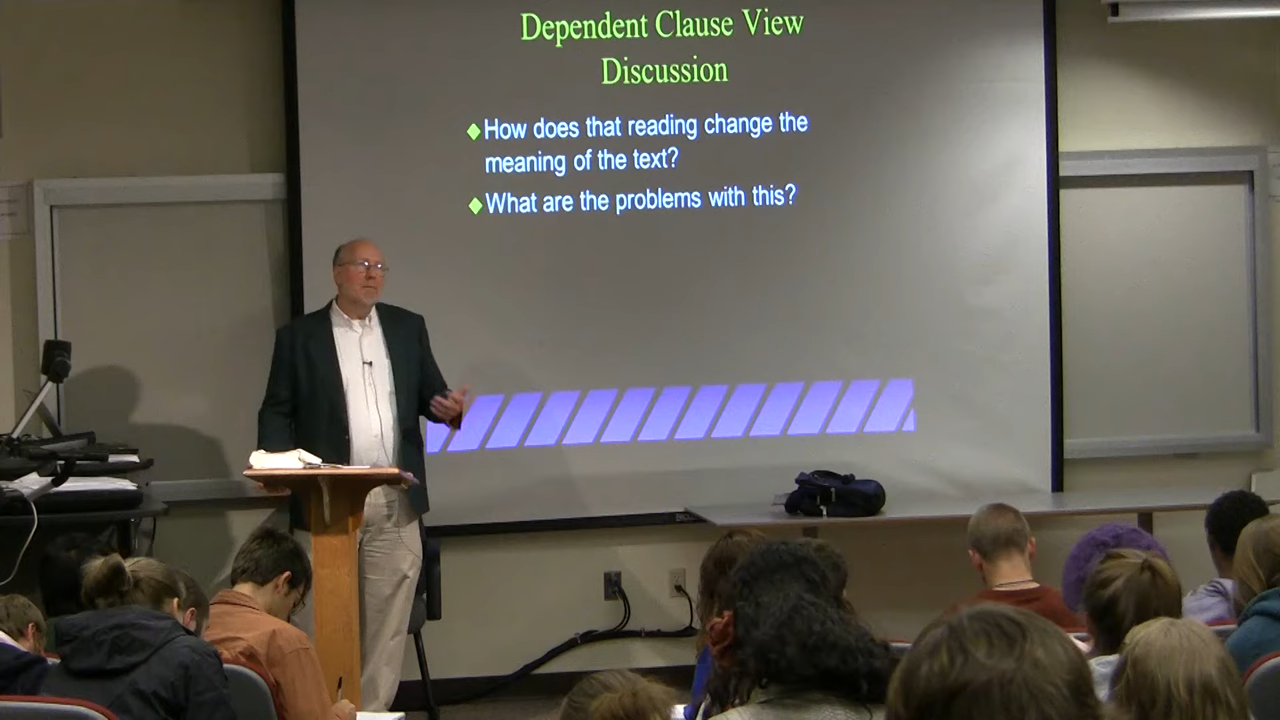 Dependent Clause View
Discussion
How does that reading change the
meaning of the text?
What are the problems with this?